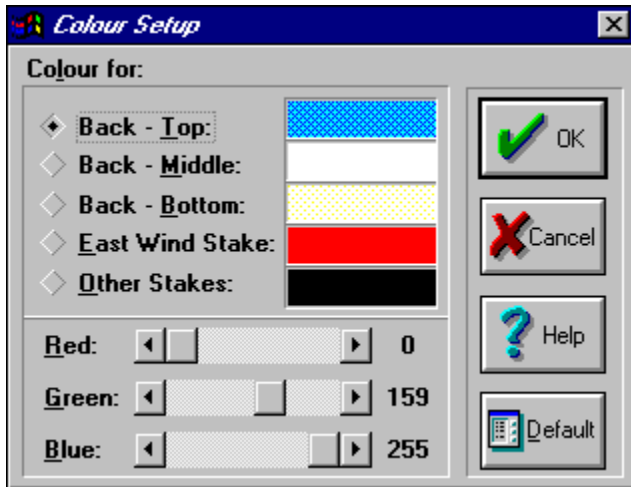 Colour Setup
Colour for:
Back - Top:
Back - Middle:
Back - Bottom:
East Wind Stake:
Other Stakes:
Red: 0
Green: 159
Blue: 255
OK
Cancel
Help
Default